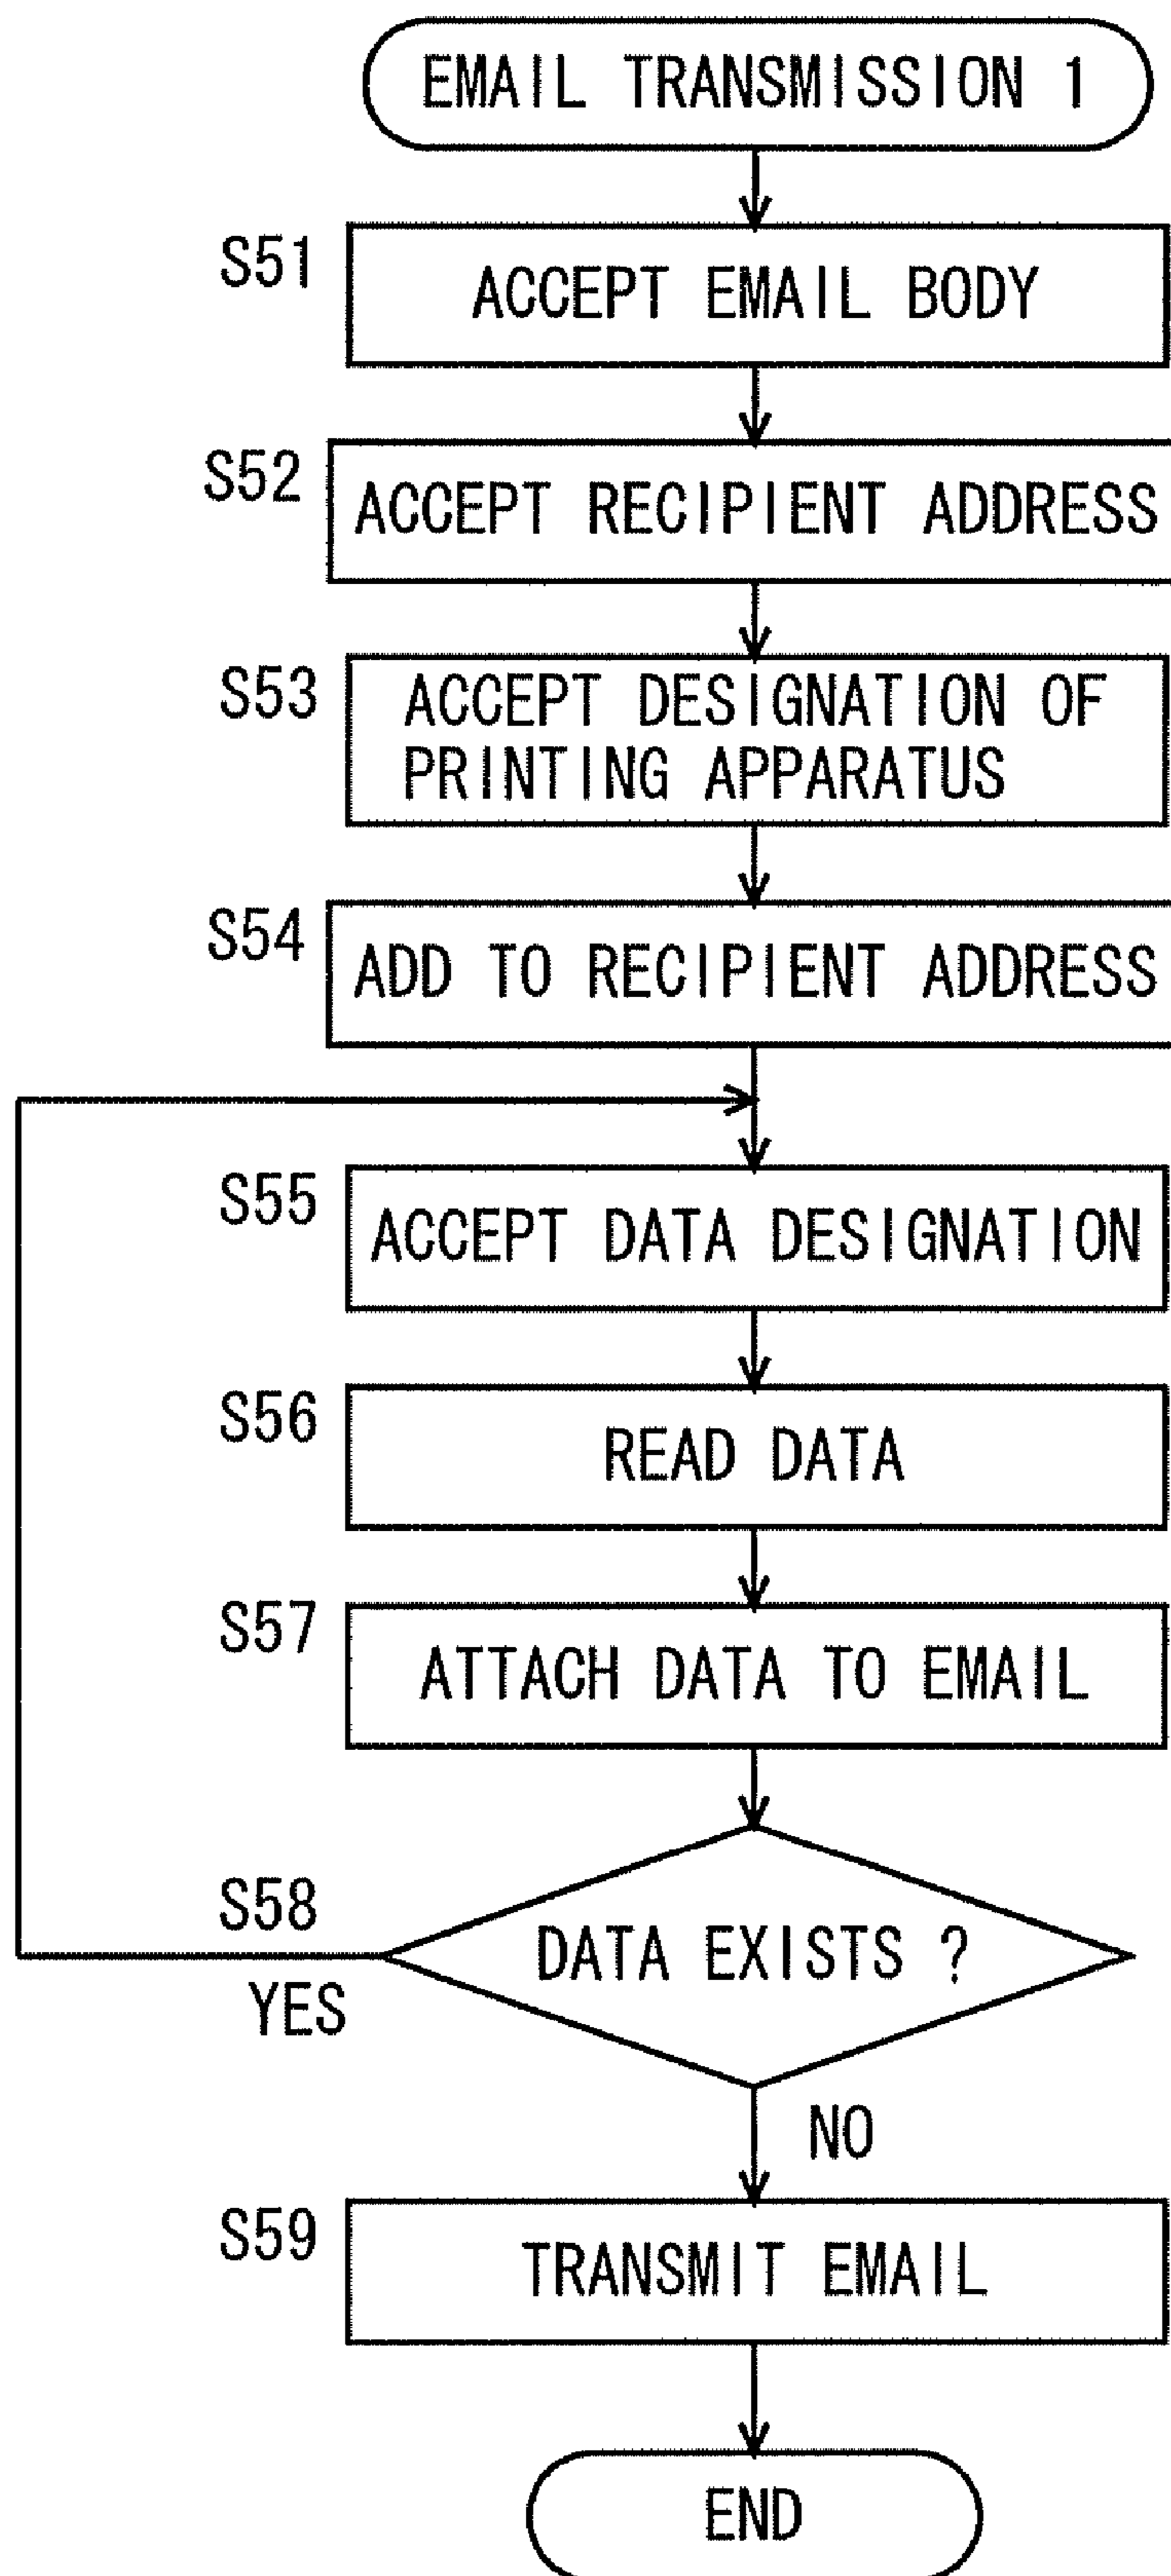 EMAIL TRANSMISSION 1
S51
ACCEPT EMAIL BODY
S52
ACCEPT RECIPIENT ADDRESS
S53
ACCEPT DESIGNATION OF
PRINTING APPARATUS
S54
ADD TO RECIPIENT ADDRESS
S55
ACCEPT DATA DESIGNATION
S56
READ DATA
S57
ATTACH DATA TO EMAIL
S58
DATA EXISTS ?
YES
NO
S59
TRANSMIT EMAIL
END